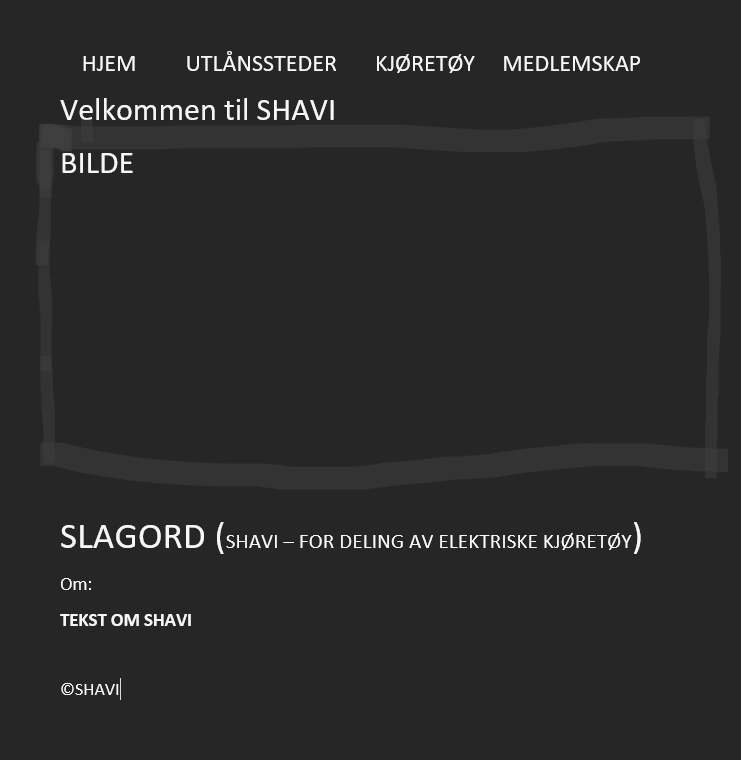 HJEM UTLÅNSSTEDER KJØRETØY MEDLEMSKAP
Velkommen til SHAVI
BILDE
SLAGORD (SHAVI – FOR DELING AV ELEKTRISKE KJØRETØY)
Om:
TEKST OM SHAVI
©SHAVI